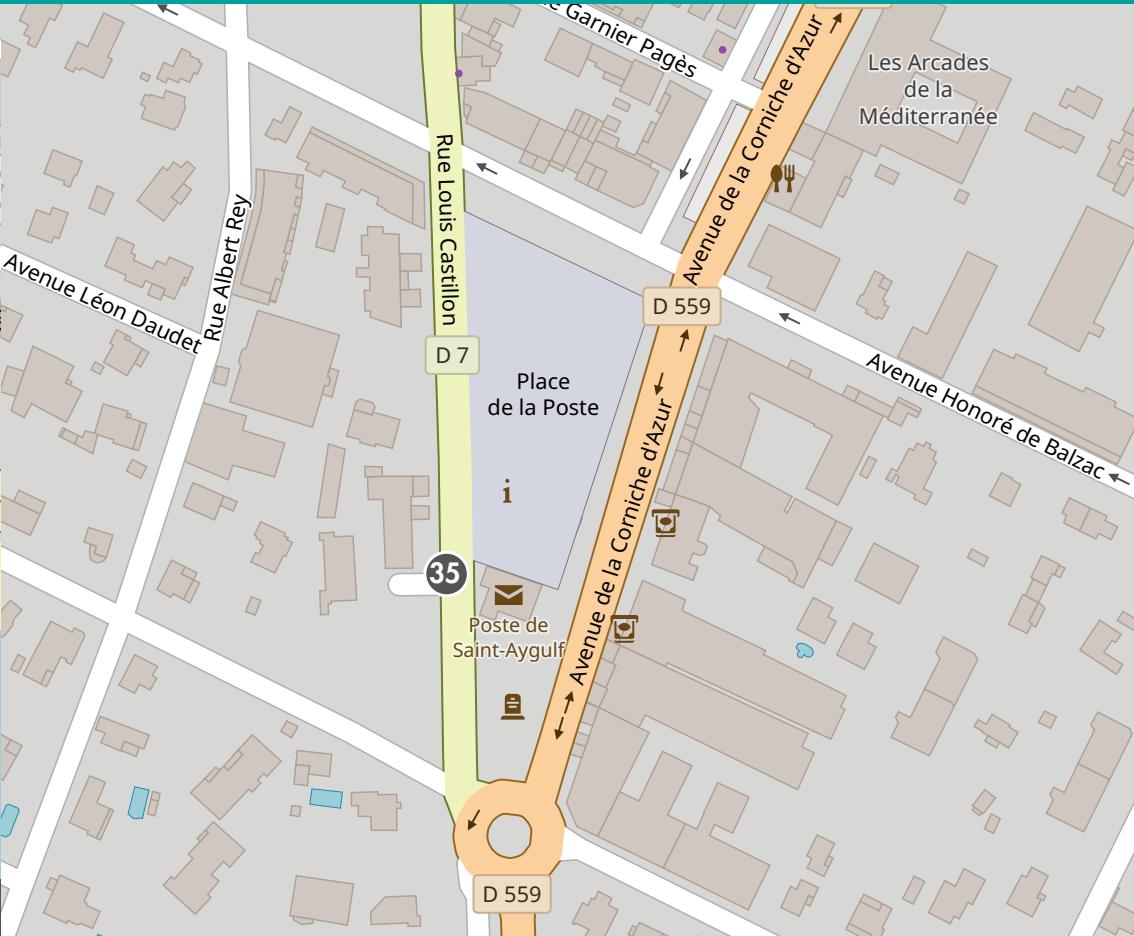 Garnier Pagès
Avenue de la Corniche d'Azur
Les Arcades
de la
Méditerranée
Rue Louis Castillon
Rue Albert Rey
Avenue Léon Daudet
D 559
D 7
Place
de la Poste
Avenue Honoré de Balzac
Avenue de la Corniche d'Azur
35
Poste de
Saint-Aygulf
D 559